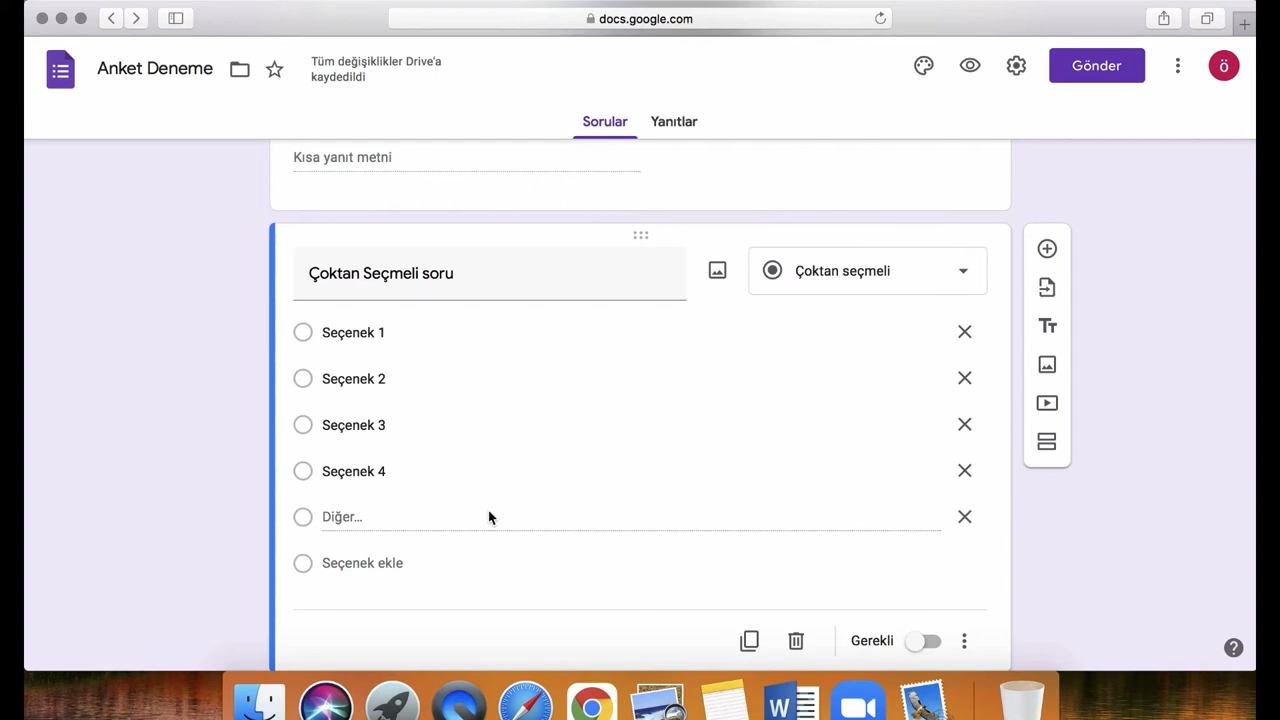 docs.google.com
Anket Deneme
Tüm değişiklikler Drive'a
kaydedildi
Gönder
ö
Sorular
Yanıtlar
Kısa yanıt metni
Çoktan Seçmeli soru
Çoktan seçmeli
Seçenek 1
Seçenek 2
Seçenek 3
Seçenek 4
Diğer...
Seçenek ekle
Gerekli